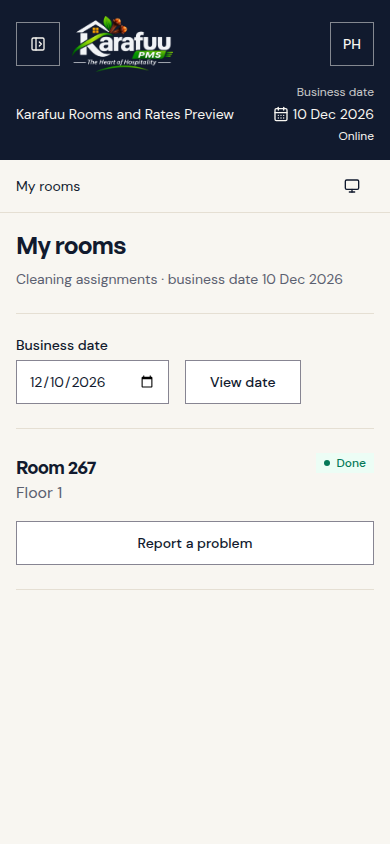 Karafuu
PMS
The Heart of Hospitality
PH
Business date
Karafuu Rooms and Rates Preview
10 Dec 2026
Online
My rooms
My rooms
Cleaning assignments · business date 10 Dec 2026
Business date
12/10/2026
View date
Room 267
Done
Floor 1
Report a problem